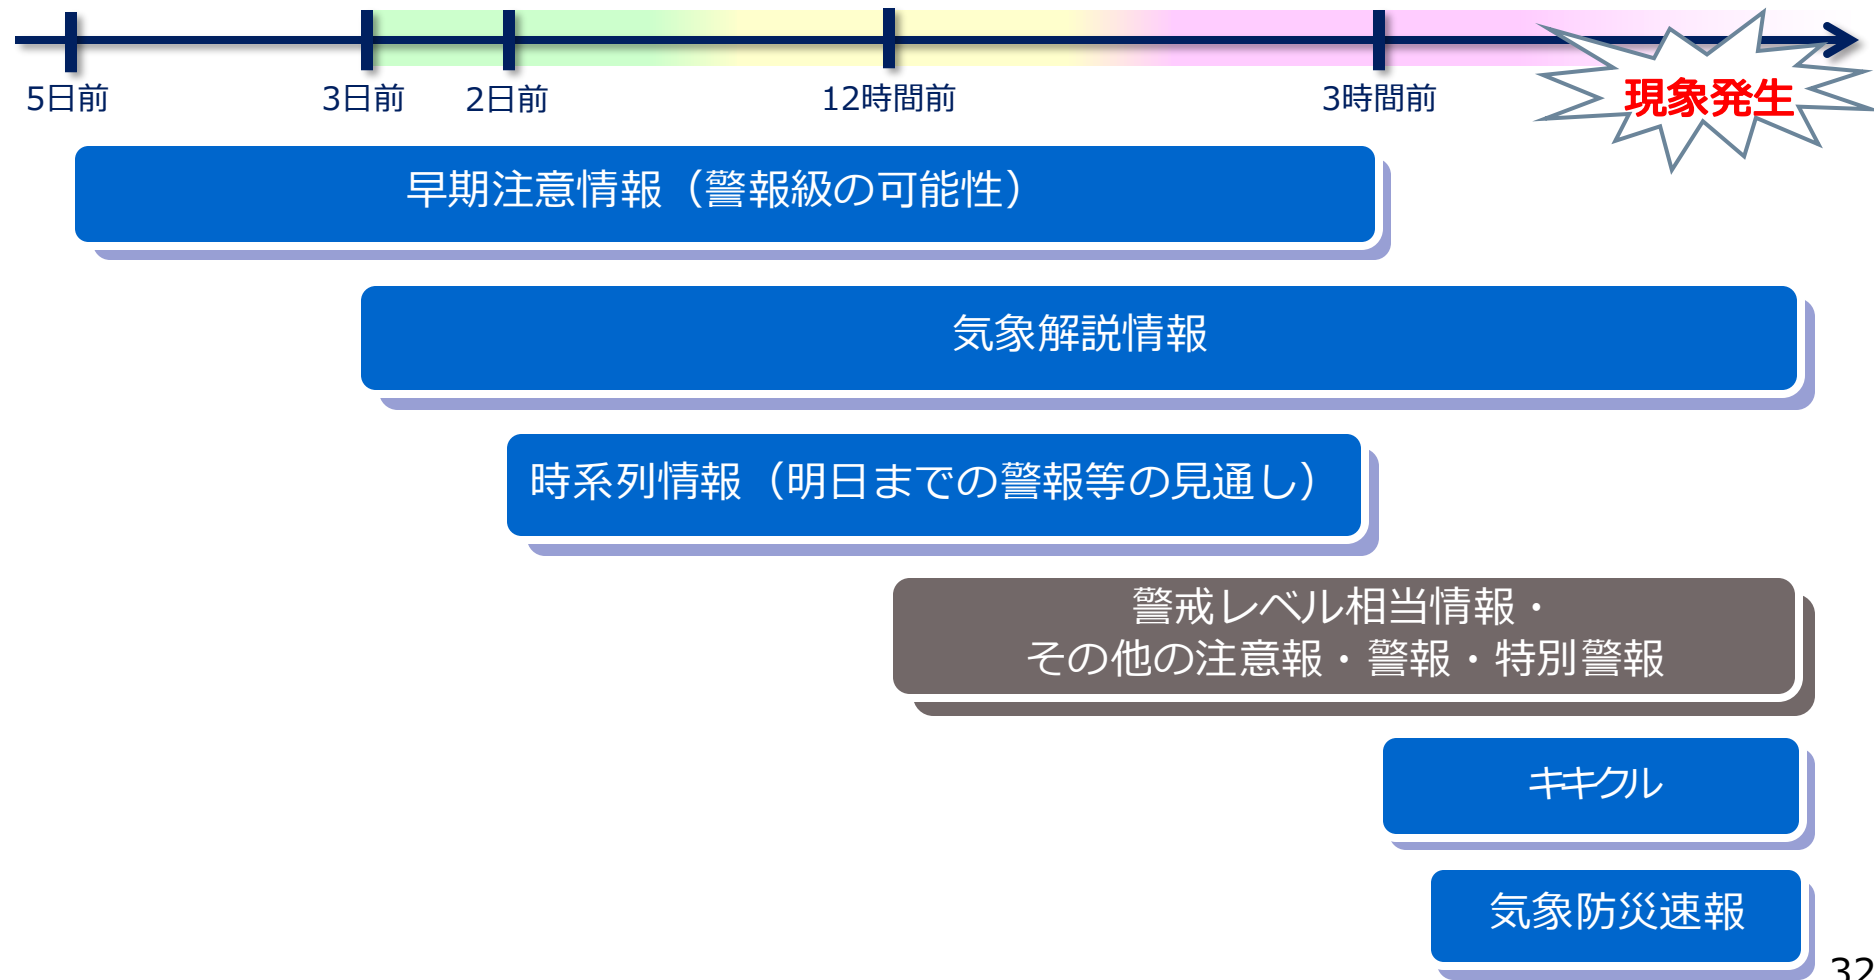 5日前
3日前
2日前
12時間前
3時間前
現象発生
早期注意情報（警報級の可能性）
気象解説情報
時系列情報（明日までの警報等の見通し）
警戒レベル相当情報・
その他の注意報・警報・特別警報
キキクル
気象防災速報
32